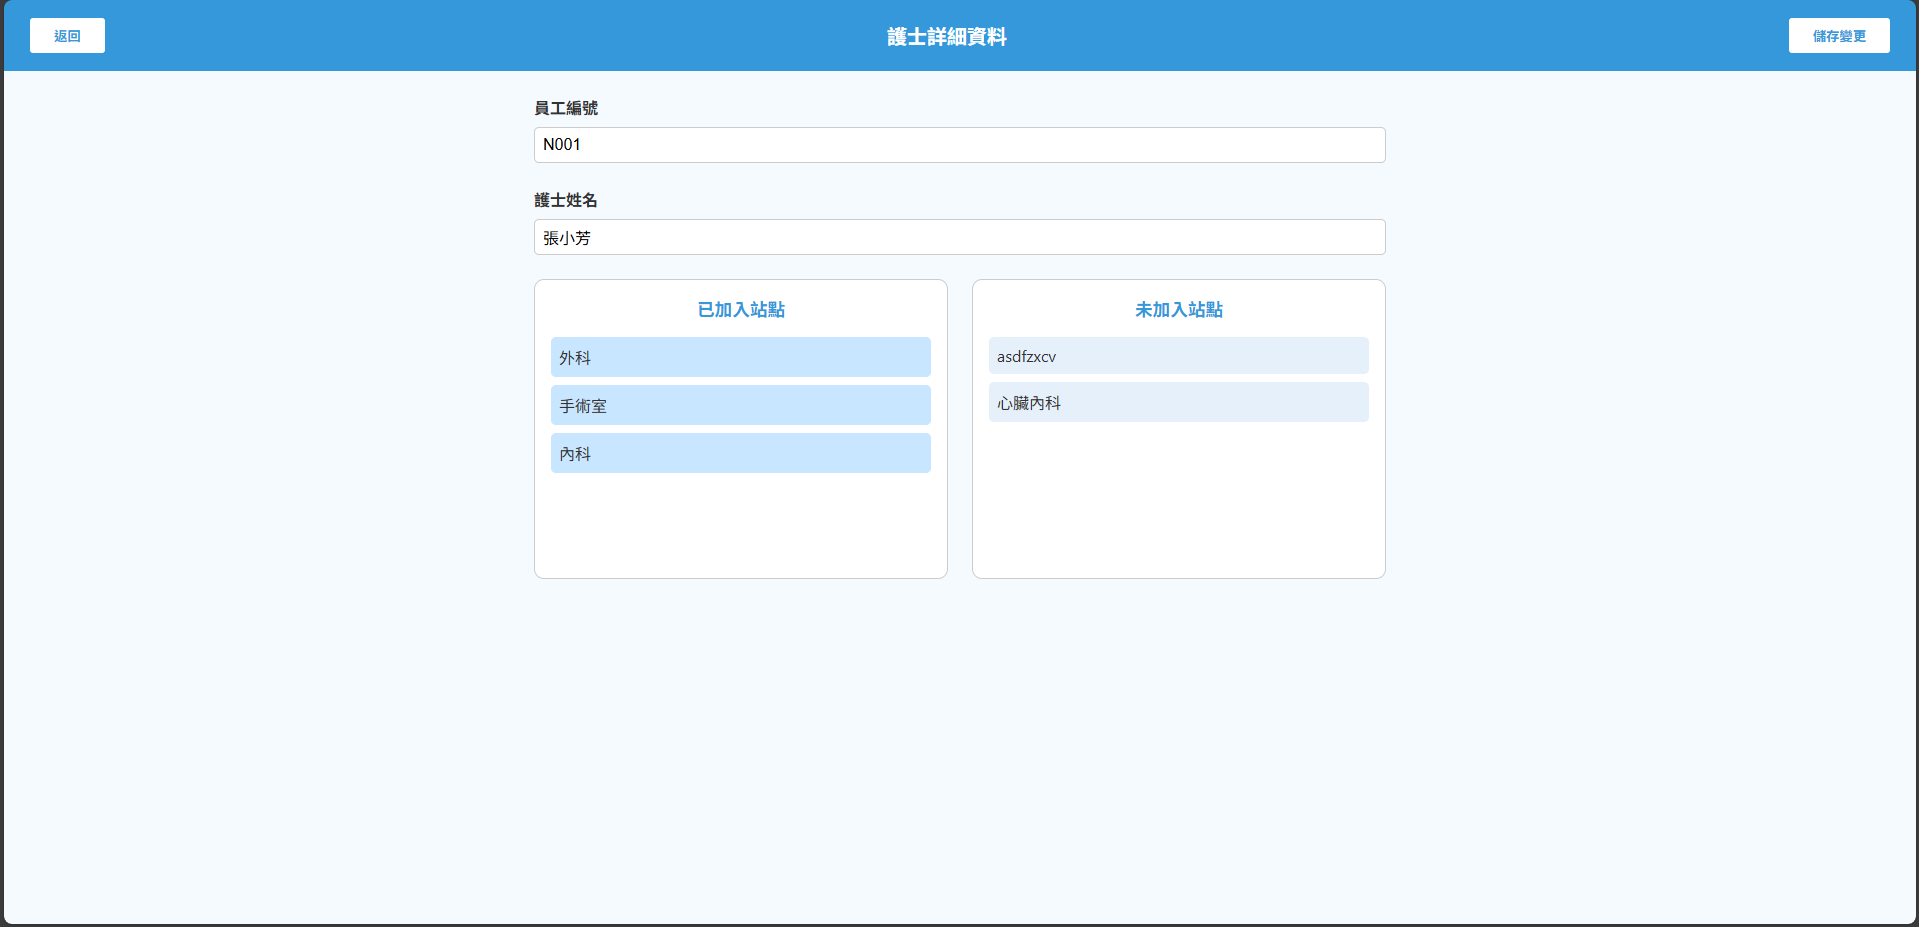 返回
護士詳細資料
儲存變更
員工編號
N001
護士姓名
張小芳
已加入站點
外科
手術室
內科
未加入站點
asdfzxcv
心臟內科